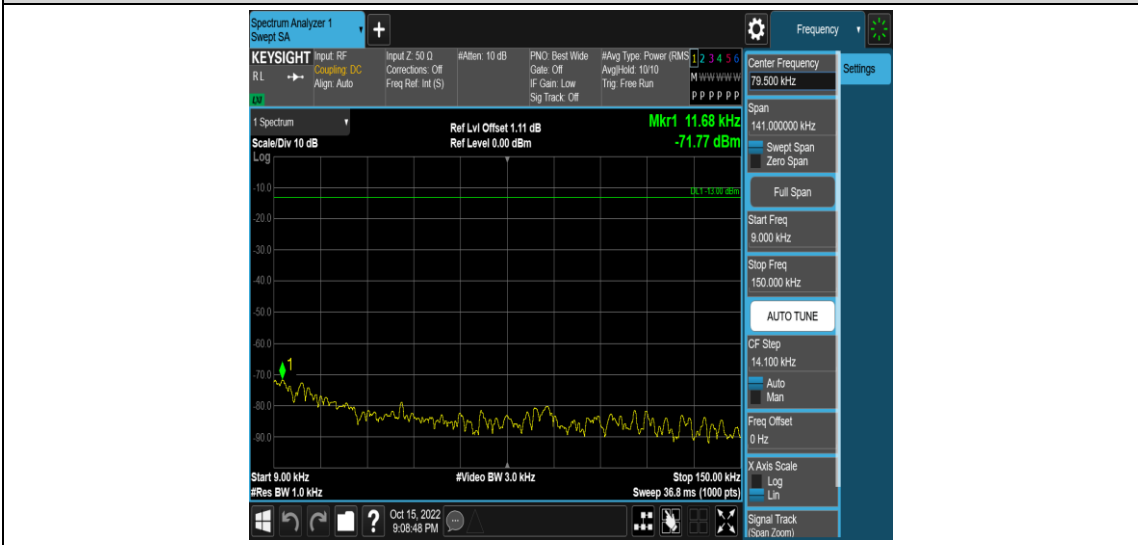 Spectrum Analyzer 1
Swept SA
+
Frequency
KEYSIGHT
RL
Input: RF
Coupling: DC
Align: Auto
Input Z: 50 Ω
Corrections: Off
Freq Ref: Int (S)
#Atten: 10 dB
PNO: Best Wide
Gate: Off
IF Gain: Low
Sig Track: Off
#Avg Type: Power (RMS
Avg|Hold: 10/10
Trig: Free Run
1 2 3 4 5 6
M W W W W W
P P P P P P
1 Spectrum
Scale/Div 10 dB
Log
Ref Lvl Offset 1.11 dB
Ref Level 0.00 dBm
Mkr1 11.68 kHz
-71.77 dBm
DL1 -13.00 dBm
-10.0
-20.0
-30.0
-40.0
-50.0
-60.0
-70.0
-80.0
-90.0
1
Start 9.00 kHz
#Res BW 1.0 kHz
#Video BW 3.0 kHz
Stop 150.00 kHz
Sweep 36.8 ms (1000 pts)
?
Oct 15, 2022
9:08:48 PM
Center Frequency
79.500 kHz
Settings
Span
141.000000 kHz
Swept Span
Zero Span
Full Span
Start Freq
9.000 kHz
Stop Freq
150.000 kHz
AUTO TUNE
CF Step
14.100 kHz
Auto
Man
Freq Offset
0 Hz
X Axis Scale
Log
Lin
Signal Track
(Span Zoom)